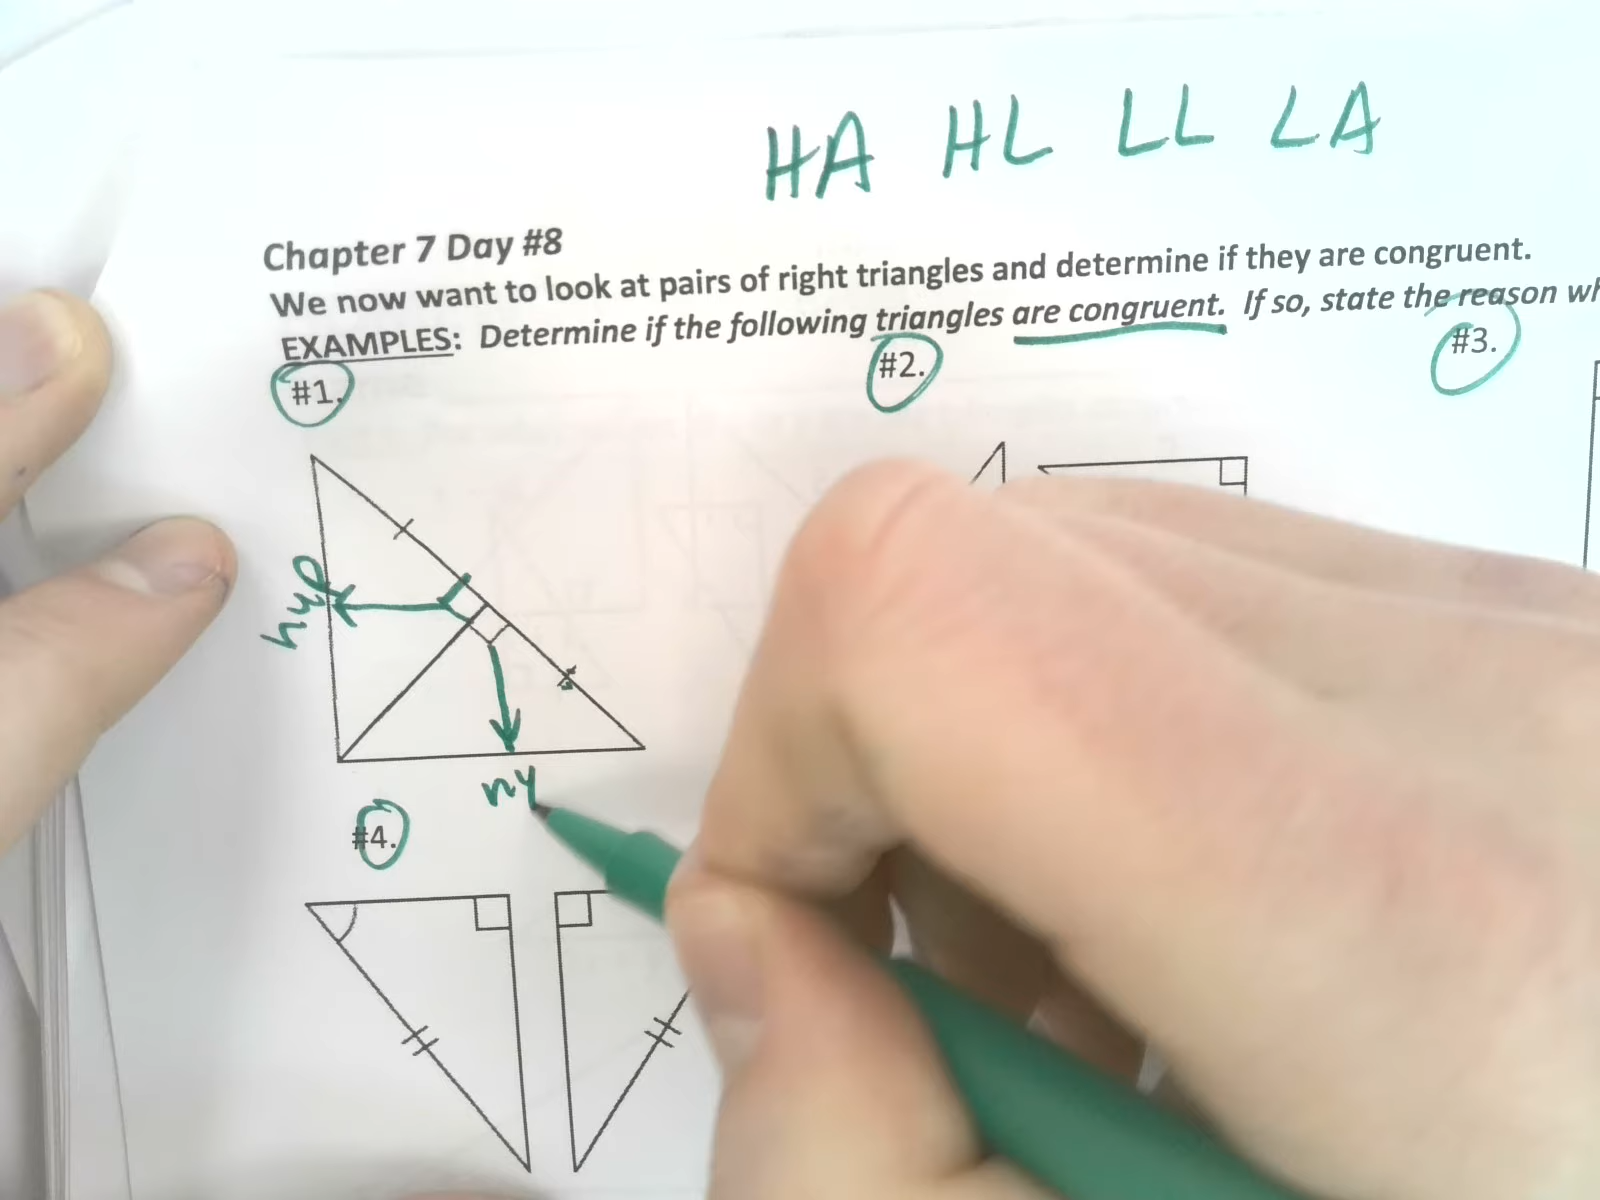 HA HL LL LA
Chapter 7 Day #8
We now want to look at pairs of right triangles and determine if they are congruent.
EXAMPLES: Determine if the following triangles are congruent. If so, state the reason wh
#1. #2. #3.
hyp
hy
#4.